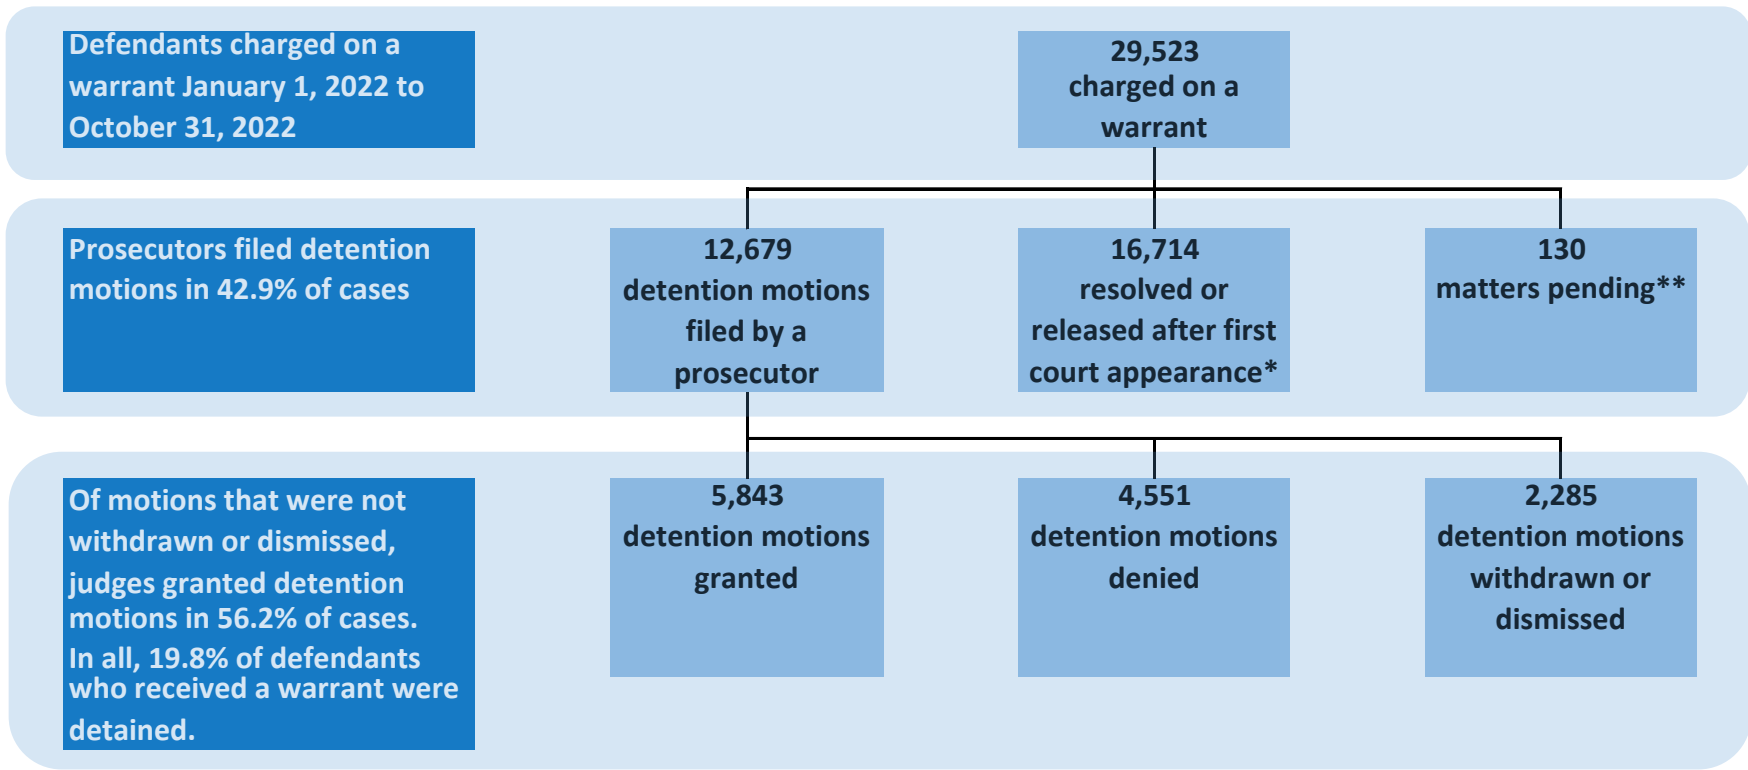 Defendants charged on a
warrant January 1, 2022 to
October 31, 2022
29,523
charged on a
warrant
Prosecutors filed detention
motions in 42.9% of cases
12,679
detention motions
filed by a
prosecutor
16,714
resolved or
released after first
court appearance*
130
matters pending**
Of motions that were not
withdrawn or dismissed,
judges granted detention
motions in 56.2% of cases.
In all, 19.8% of defendants
who received a warrant were
detained.
5,843
detention motions
granted
4,551
detention motions
denied
2,285
detention motions
withdrawn or
dismissed